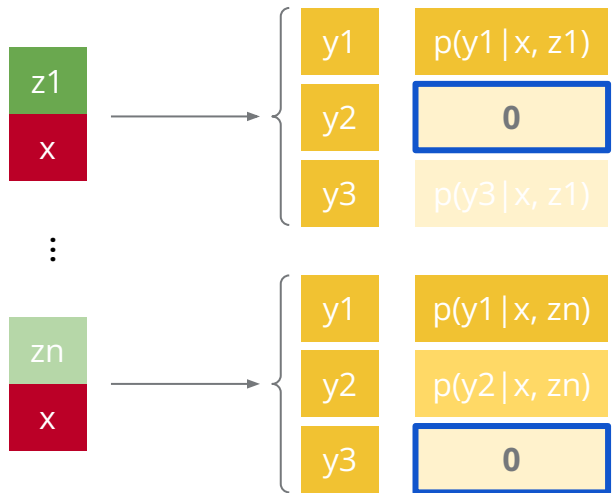 z1
x
y1 p(y1|x, z1)
y2 0
y3 p(y3|x, z1)
⋮
zn
x
y1 p(y1|x, zn)
y2 p(y2|x, zn)
y3 0